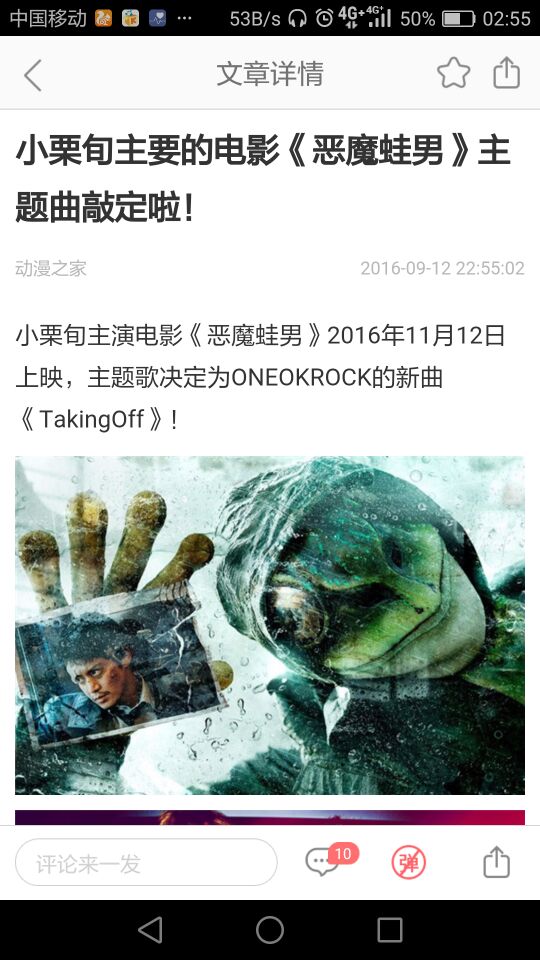 中国移动 ··· 53B/s 4G+ 4G+ 50% 02:55
文章详情
小栗旬主要的电影《恶魔蛙男》主
题曲敲定啦！
动漫之家 2016-09-12 22:55:02
小栗旬主演电影《恶魔蛙男》2016年11月12日
上映，主题歌决定为ONEOKROCK的新曲
《TakingOff》！
评论来一发 10 弹